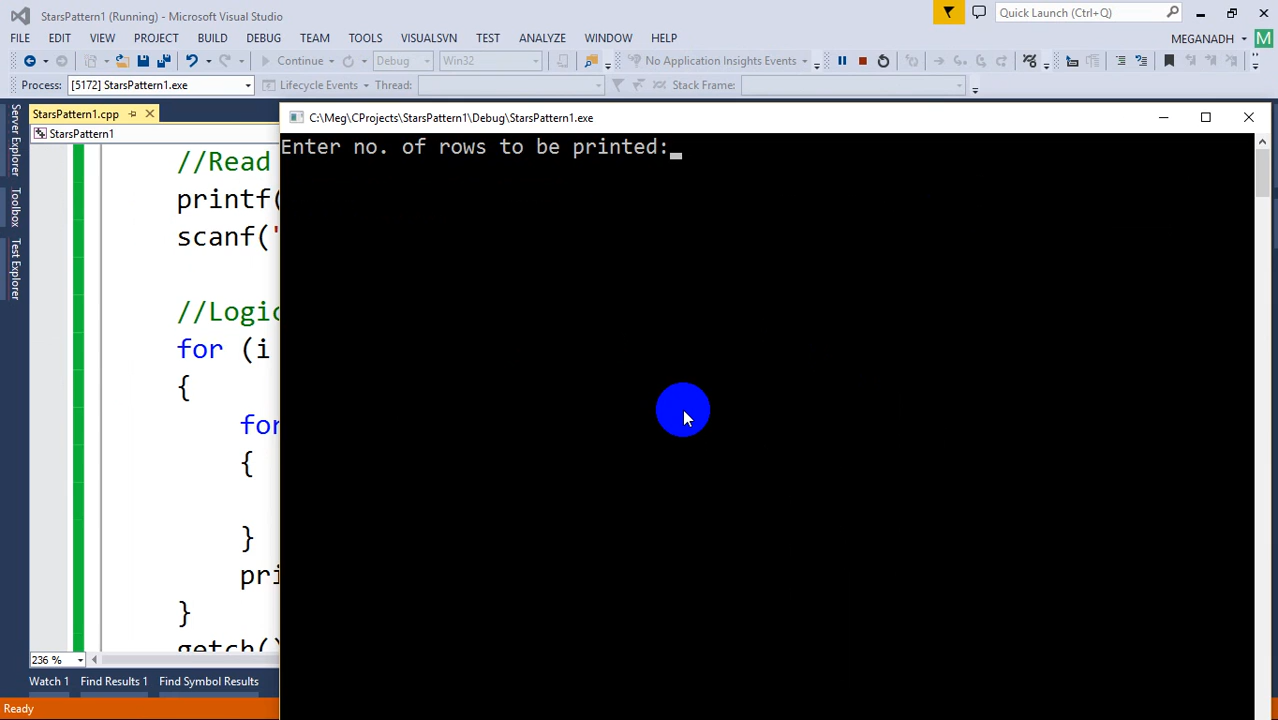 StarsPattern1 (Running) - Microsoft Visual Studio
Quick Launch (Ctrl+Q)
FILE EDIT VIEW PROJECT BUILD DEBUG TEAM TOOLS VISUALSVN TEST ANALYZE WINDOW HELP
MEGANADH M
Continue Debug Win32 No Application Insights Events
Process: [5172] StarsPattern1.exe Lifecycle Events Thread: Stack Frame:
StarsPattern1.cpp
StarsPattern1
C:\Meg\CProjects\StarsPattern1\Debug\StarsPattern1.exe
Enter no. of rows to be printed:
Server Explorer
Toolbox
Test Explorer
//Read
printf(
scanf("
//Logic
for (i
{
for
{
}
pri
}
getch()
236 %
Watch 1 Find Results 1 Find Symbol Results
Ready